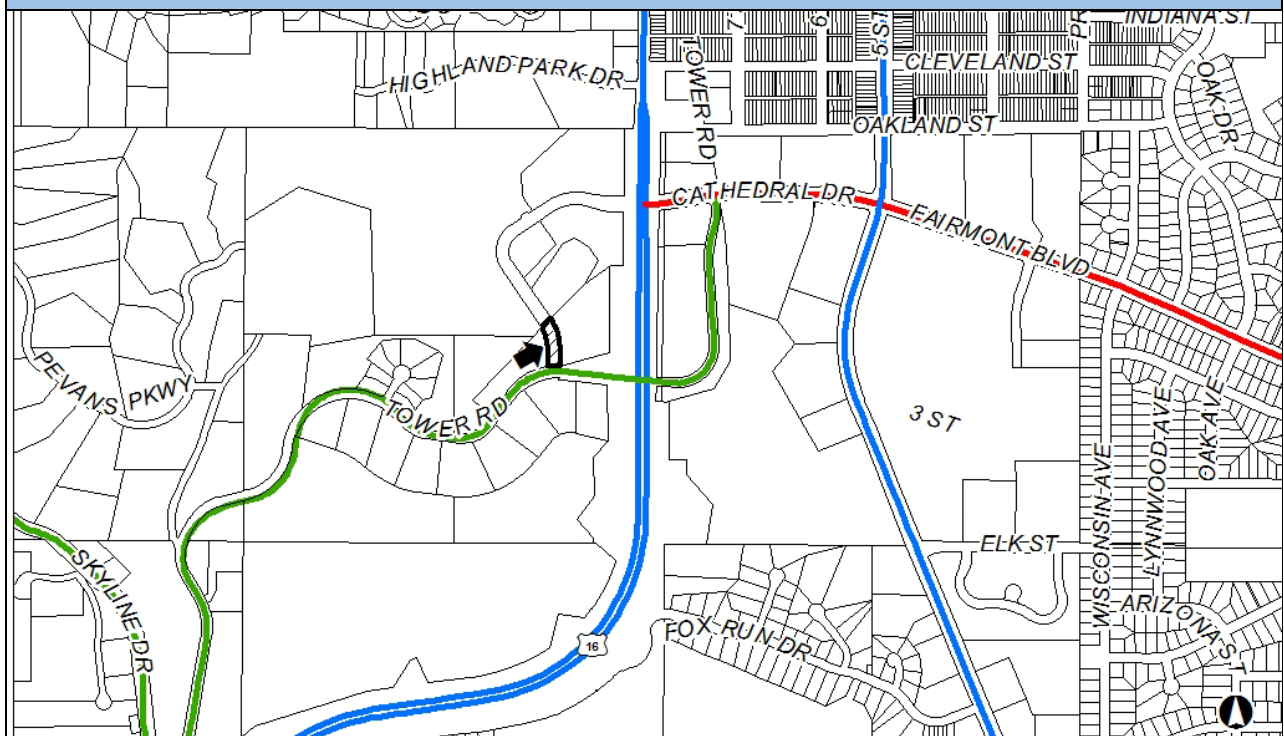 INDIANA ST
7
6
5 ST
PR
TOWER RD
CLEVELAND ST
HIGHLAND PARK DR
OAK DR
OAKLAND ST
CATHEDRAL DR
FAIRMONT BLVD
PEVANS PKWY
TOWER RD
3 ST
WISCONSIN AVE
LYNNWOOD AVE
OAK AVE
ELK ST
SKYLINE DR
ARIZONA ST
FOX RUN DR
16